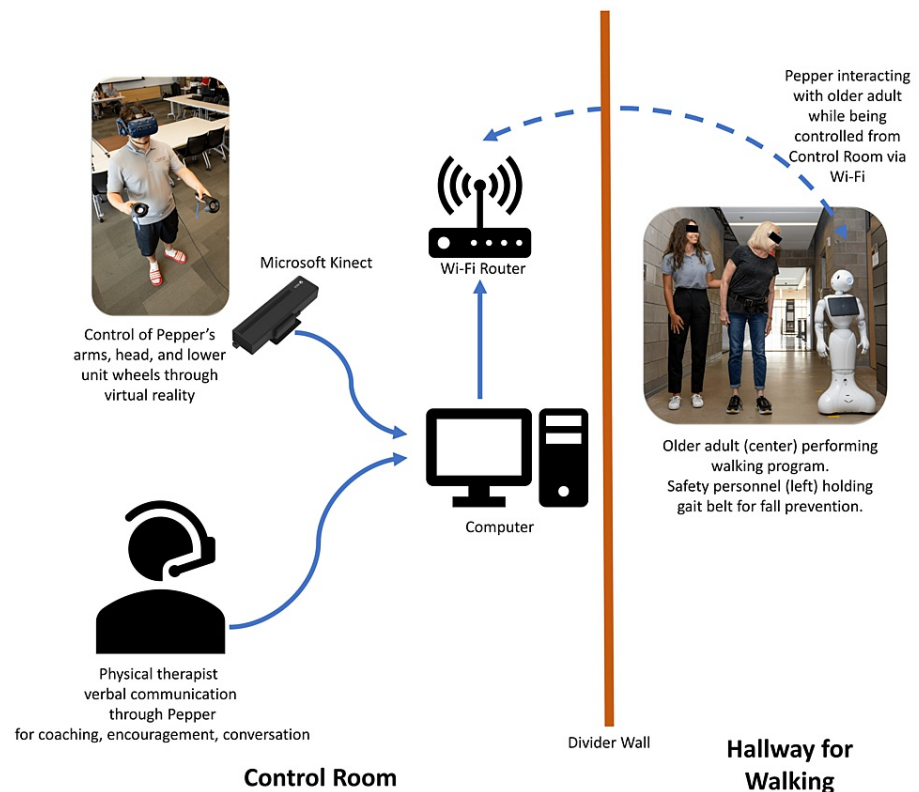 Pepper interacting
with older adult
while being
controlled from
Control Room via
Wi-Fi
Microsoft Kinect
Wi-Fi Router
Control of Pepper's
arms, head, and lower
unit wheels through
virtual reality
Older adult (center) performing
walking program.
Safety personnel (left) holding
gait belt for fall prevention.
Computer
Physical therapist
verbal communication
through Pepper
for coaching, encouragement, conversation
Divider Wall
Control Room
Hallway for
Walking